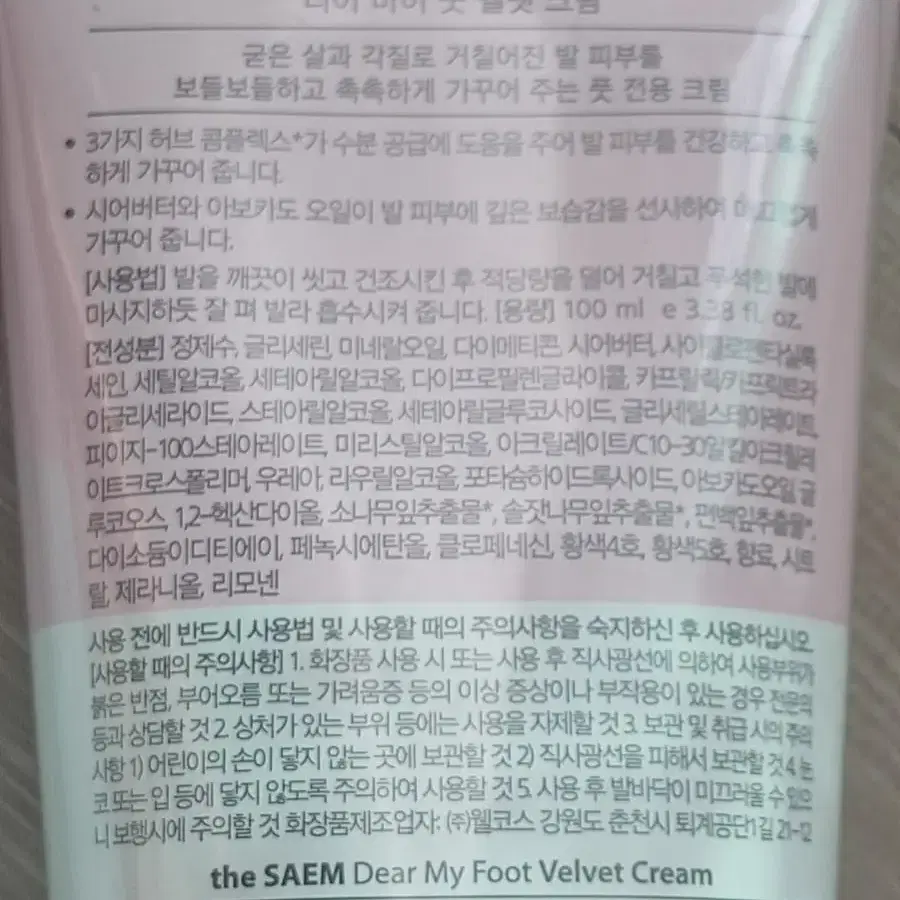 디어 마이 풋 벨벳 크림
굳은 살과 각질로 거칠어진 발 피부를
보들보들하고 촉촉하게 가꾸어 주는 풋 전용 크림
• 3가지 허브 콤플렉스*가 수분 공급에 도움을 주어 발 피부를 건강하고 촉촉
하게 가꾸어 줍니다.
• 시어버터와 아보카도 오일이 발 피부에 깊은 보습감을 선사하여
가꾸어 줍니다.
[사용법] 발을 깨끗이 씻고 건조시킨 후 적당량을 덜어 거칠고 푸석한 발에
마사지하듯 잘 펴 발라 흡수시켜 줍니다. [용량] 100 ml e 3.38 fl. oz.
[전성분] 정제수, 글리세린, 미네랄오일, 다이메티콘, 시어버터, 사이클로펜타실록
세인, 세틸알코올, 세테아릴알코올, 다이프로필렌글라이콜, 카프릴릭/카프릭트라이
글리세라이드, 스테아릴알코올, 세테아릴글루코사이드, 글리세릴스테아레이트,
피이지-100스테아레이트, 미리스틸알코올, 아크릴레이트/C10-30알킬아크릴레
이트크로스폴리머, 우레아, 라우릴알코올, 포타슘하이드록사이드, 아보카도오일, 글
루코오스, 1,2-헥산다이올, 소나무잎추출물*, 솔잣나무잎추출물*, 편백잎추출물*,
다이소듐이디티에이, 페녹시에탄올, 클로페네신, 황색4호, 황색5호, 향료, 시트
랄, 제라니올, 리모넨
사용 전에 반드시 사용법 및 사용할 때의 주의사항을 숙지하신 후 사용하십시오.
[사용할 때의 주의사항] 1. 화장품 사용 시 또는 사용 후 직사광선에 의하여 사용부위가
붉은 반점, 부어오름 또는 가려움증 등의 이상 증상이나 부작용이 있는 경우 전문의
등과 상담할 것 2. 상처가 있는 부위 등에는 사용을 자제할 것 3. 보관 및 취급 시의 주의
사항 1) 어린이의 손이 닿지 않는 곳에 보관할 것 2) 직사광선을 피해서 보관할 것 4. 눈,
코 또는 입 등에 닿지 않도록 주의하여 사용할 것 5. 사용 후 발바닥이 미끄러울 수 있으
니 보행시에 주의할 것 화장품제조업자: (주)웰코스 강원도 춘천시 퇴계공단1길 21-12
the SAEM Dear My Foot Velvet Cream